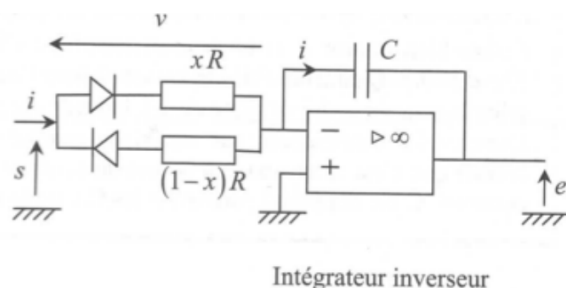 v
i
C
xR
i
−
▷ ∞
+
s
(1−x)R
e
Intégrateur inverseur